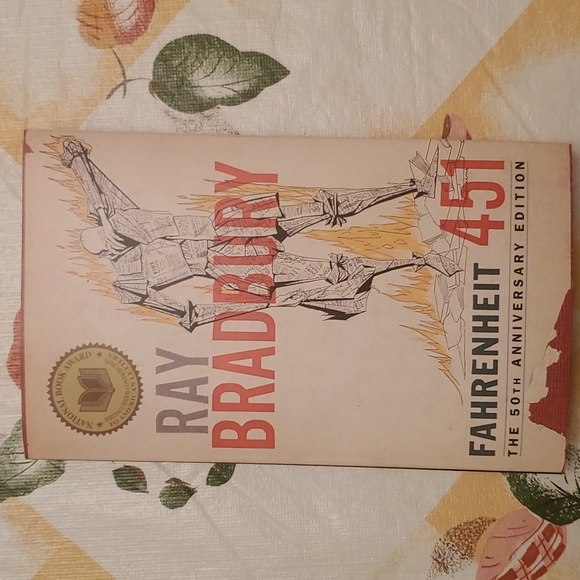 NATIONAL BOOK AWARD
RAY
BRADBURY
FAHRENHEIT 451
THE 50TH ANNIVERSARY EDITION